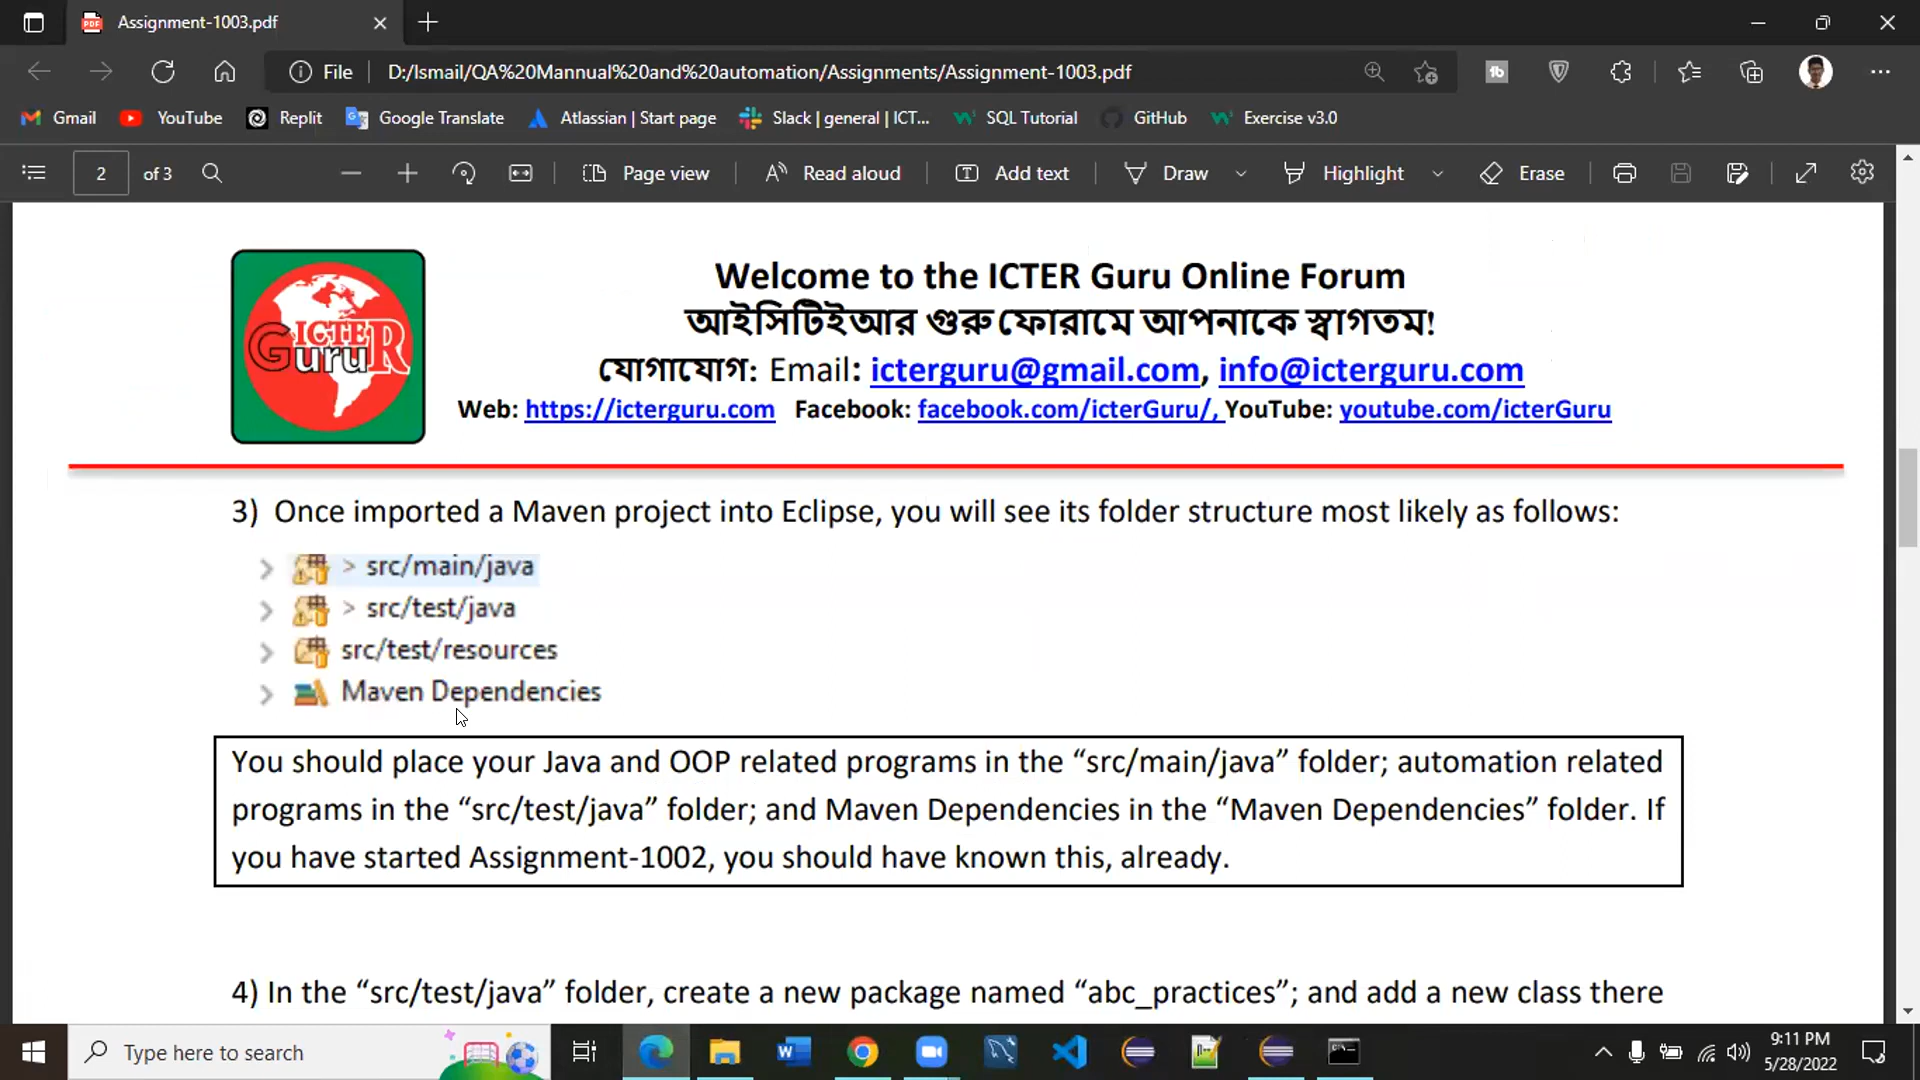 Assignment-1003.pdf
File
D:/Ismail/QA%20Mannual%20and%20automation/Assignments/Assignment-1003.pdf
Gmail
YouTube
Replit
Google Translate
Atlassian | Start page
Slack | general | ICT...
SQL Tutorial
GitHub
Exercise v3.0
2 of 3
Page view
Read aloud
Add text
Draw
Highlight
Erase
ICTER
GuruR
Welcome to the ICTER Guru Online Forum
আইসিটিইআর গুরু ফোরামে আপনাকে স্বাগতম!
যোগাযোগ: Email: icterguru@gmail.com, info@icterguru.com
Web: https://icterguru.com Facebook: facebook.com/icterGuru/, YouTube: youtube.com/icterGuru
3) Once imported a Maven project into Eclipse, you will see its folder structure most likely as follows:
> src/main/java
> src/test/java
src/test/resources
Maven Dependencies
You should place your Java and OOP related programs in the “src/main/java” folder; automation related
programs in the “src/test/java” folder; and Maven Dependencies in the “Maven Dependencies” folder. If
you have started Assignment-1002, you should have known this, already.
4) In the “src/test/java” folder, create a new package named “abc_practices”; and add a new class there
Type here to search
9:11 PM
5/28/2022